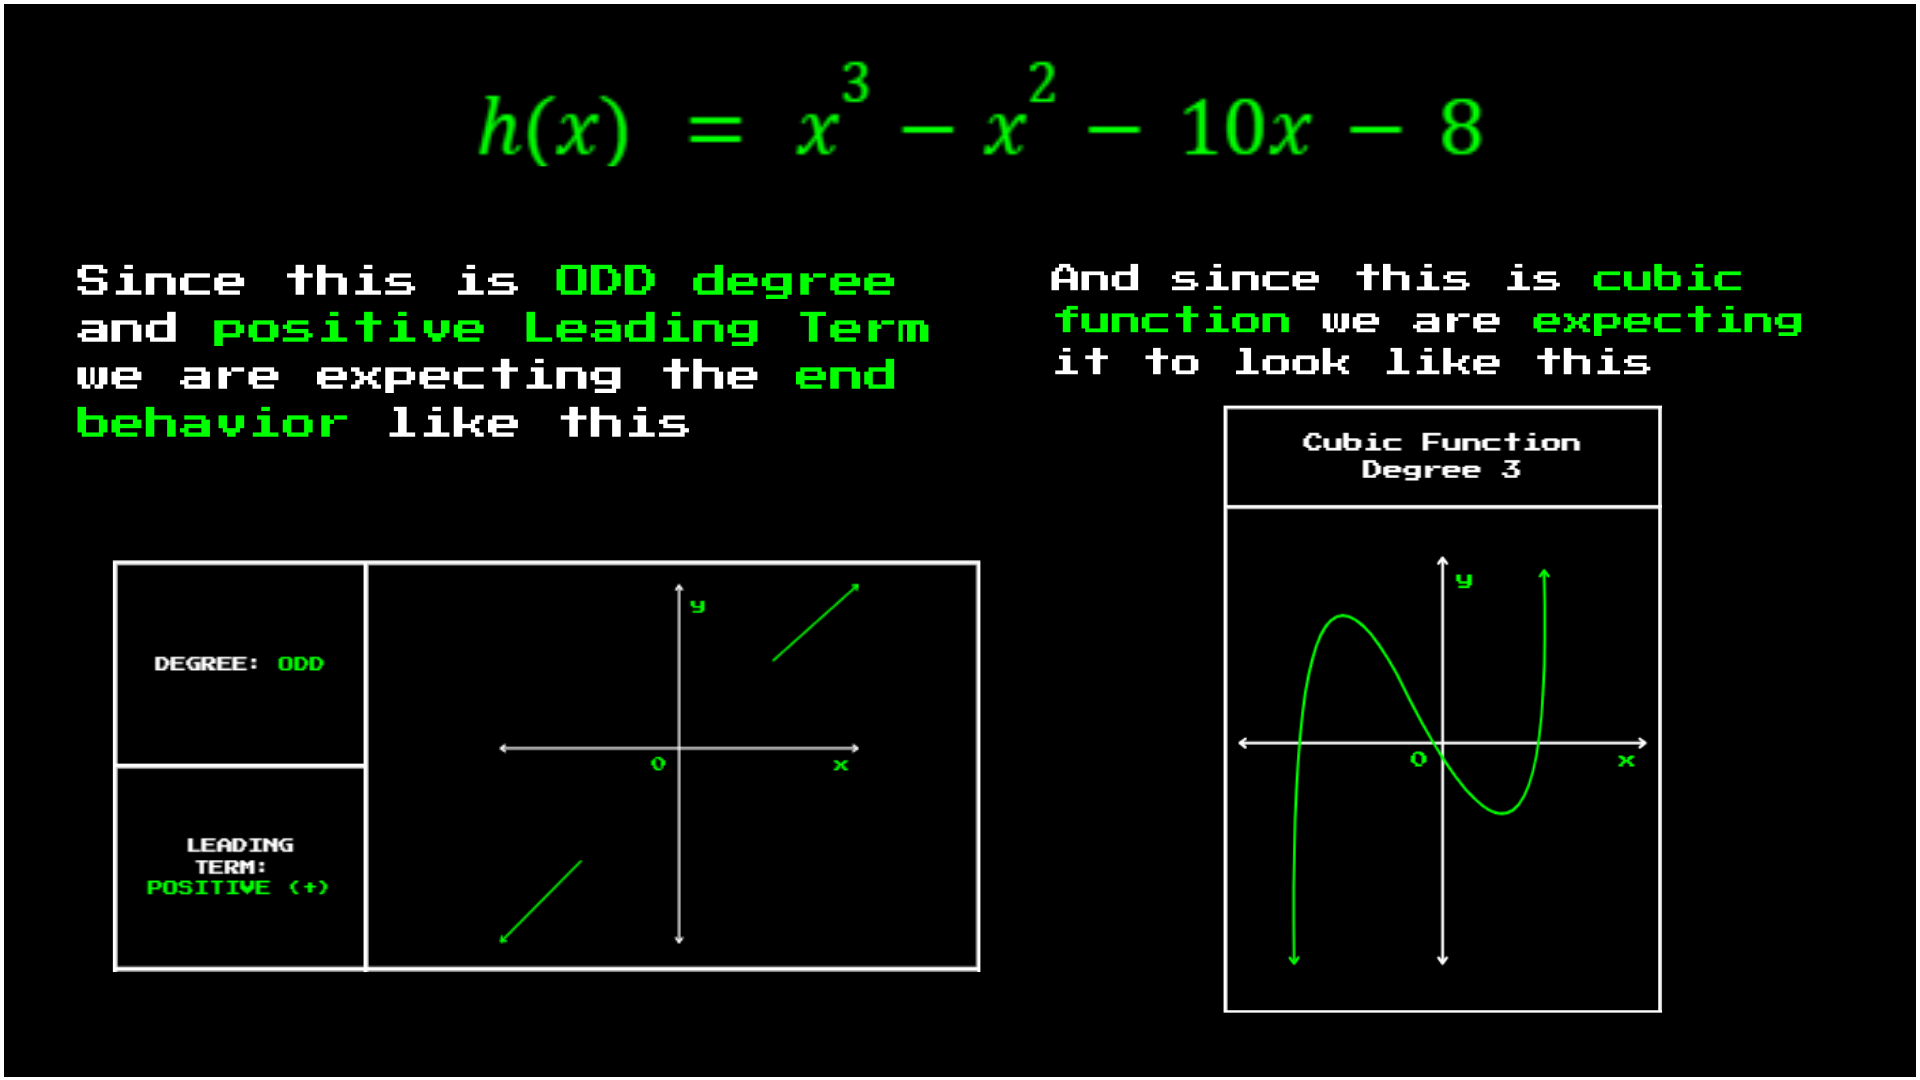 h(x) = x³ − x² − 10x − 8
Since this is ODD degree
and positive Leading Term
we are expecting the end
behavior like this
And since this is cubic
function we are expecting
it to look like this
DEGREE: ODD
LEADING
TERM:
POSITIVE (+)
y
0
x
Cubic Function
Degree 3
y
0
x